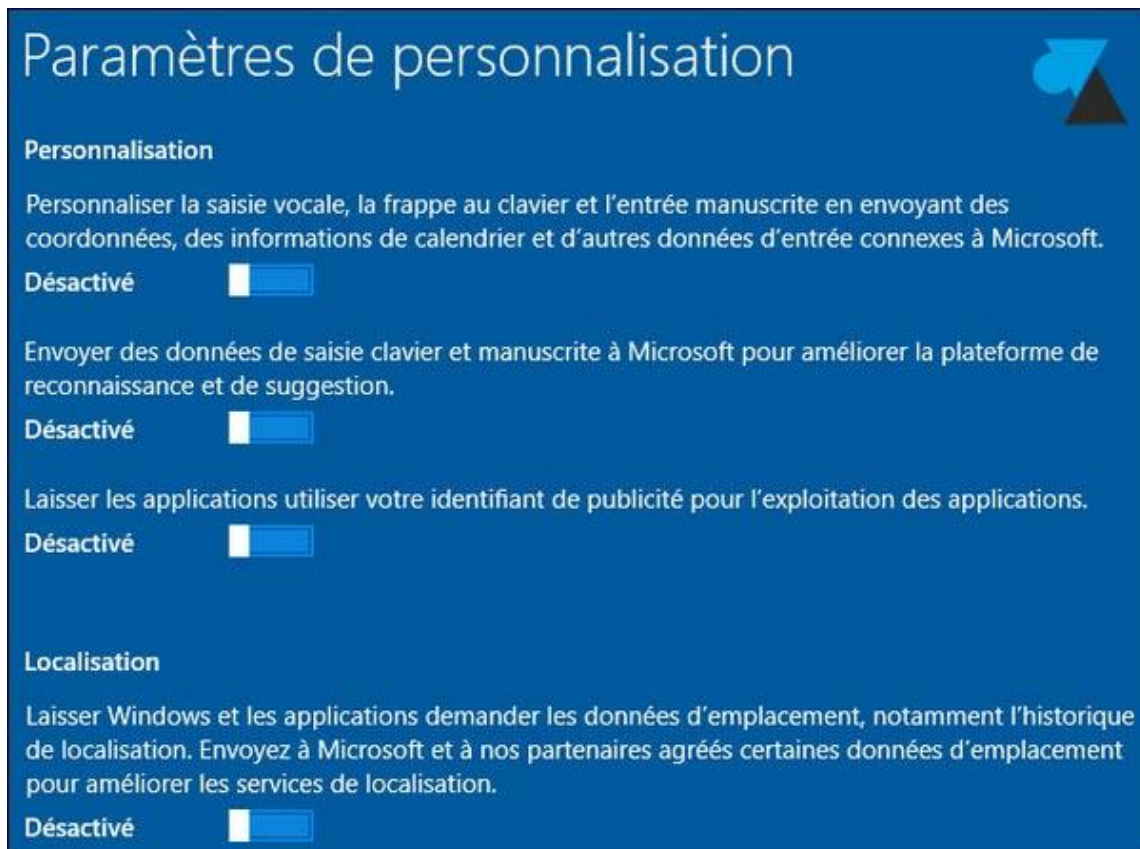 Paramètres de personnalisation
Personnalisation
Personnaliser la saisie vocale, la frappe au clavier et l'entrée manuscrite en envoyant des
coordonnées, des informations de calendrier et d'autres données d'entrée connexes à Microsoft.
Désactivé
Envoyer des données de saisie clavier et manuscrite à Microsoft pour améliorer la plateforme de
reconnaissance et de suggestion.
Désactivé
Laisser les applications utiliser votre identifiant de publicité pour l'exploitation des applications.
Désactivé
Localisation
Laisser Windows et les applications demander les données d'emplacement, notamment l'historique
de localisation. Envoyez à Microsoft et à nos partenaires agréés certaines données d'emplacement
pour améliorer les services de localisation.
Désactivé